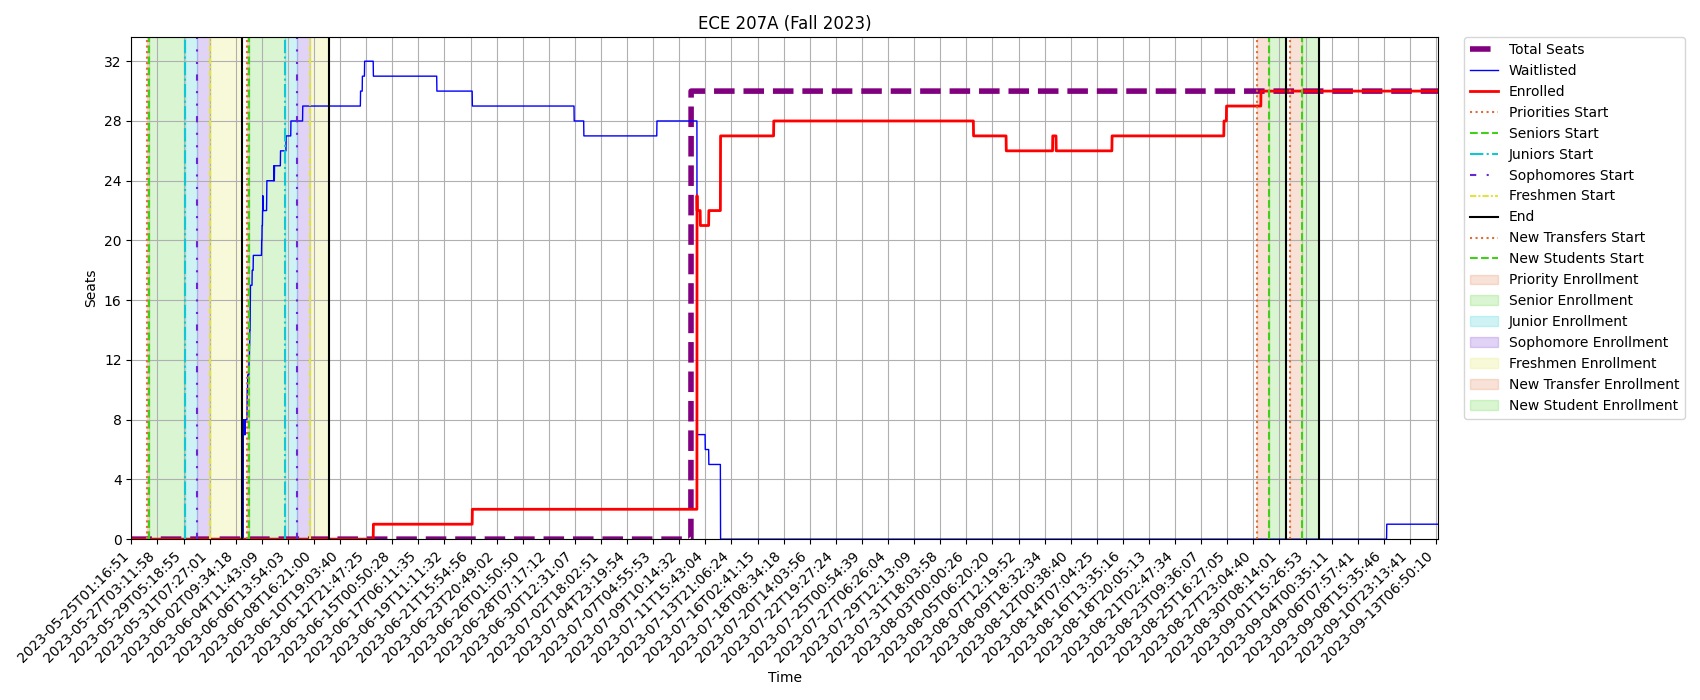 ECE 207A (Fall 2023)
Seats
32
28
24
20
16
12
8
4
0
2023-05-25T01:16:51
2023-05-27T03:11:58
2023-05-29T05:18:55
2023-05-31T07:27:01
2023-06-02T09:34:18
2023-06-04T11:43:09
2023-06-06T13:54:03
2023-06-08T16:21:00
2023-06-10T19:03:40
2023-06-12T21:47:25
2023-06-15T00:50:28
2023-06-17T06:11:35
2023-06-19T11:11:32
2023-06-21T15:54:56
2023-06-23T20:49:02
2023-06-26T01:50:50
2023-06-28T07:17:12
2023-06-30T12:31:07
2023-07-02T18:02:51
2023-07-04T23:19:54
2023-07-07T04:55:53
2023-07-09T10:14:32
2023-07-11T15:43:04
2023-07-13T21:06:24
2023-07-16T02:41:15
2023-07-18T08:34:18
2023-07-20T14:03:56
2023-07-22T19:27:24
2023-07-25T00:54:39
2023-07-27T06:26:04
2023-07-29T12:13:09
2023-07-31T18:03:58
2023-08-03T00:00:26
2023-08-05T06:20:20
2023-08-07T12:19:52
2023-08-09T18:32:34
2023-08-12T00:38:40
2023-08-14T07:04:25
2023-08-16T13:35:16
2023-08-18T20:05:13
2023-08-21T02:47:34
2023-08-23T09:36:07
2023-08-25T16:27:05
2023-08-27T23:04:40
2023-08-30T08:14:01
2023-09-01T15:26:53
2023-09-04T00:35:11
2023-09-06T07:57:41
2023-09-08T15:35:46
2023-09-10T23:13:41
2023-09-13T06:50:10
Time
Total Seats
Waitlisted
Enrolled
Priorities Start
Seniors Start
Juniors Start
Sophomores Start
Freshmen Start
End
New Transfers Start
New Students Start
Priority Enrollment
Senior Enrollment
Junior Enrollment
Sophomore Enrollment
Freshmen Enrollment
New Transfer Enrollment
New Student Enrollment